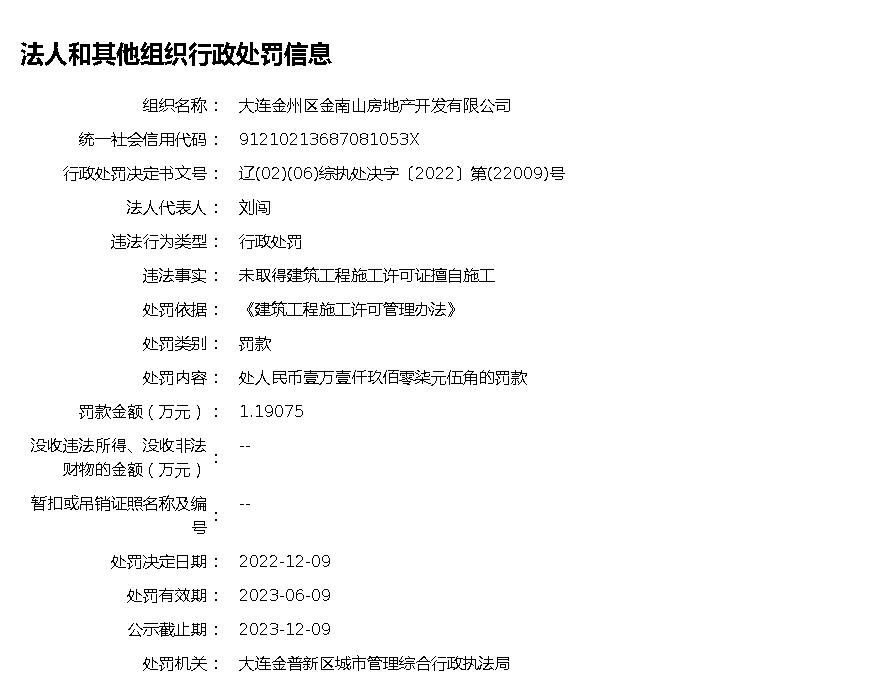 法人和其他组织行政处罚信息
组织名称： 大连金州区金南山房地产开发有限公司
统一社会信用代码： 91210213687081053X
行政处罚决定书文号： 辽(02)(06)综执处决字〔2022〕第(22009)号
法人代表人： 刘闯
违法行为类型： 行政处罚
违法事实： 未取得建筑工程施工许可证擅自施工
处罚依据： 《建筑工程施工许可管理办法》
处罚类别： 罚款
处罚内容： 处人民币壹万壹仟玖佰零柒元伍角的罚款
罚款金额（万元）： 1.19075
没收违法所得、没收非法 --
财物的金额（万元）：
暂扣或吊销证照名称及编 --
号：
处罚决定日期： 2022-12-09
处罚有效期： 2023-06-09
公示截止期： 2023-12-09
处罚机关： 大连金普新区城市管理综合行政执法局